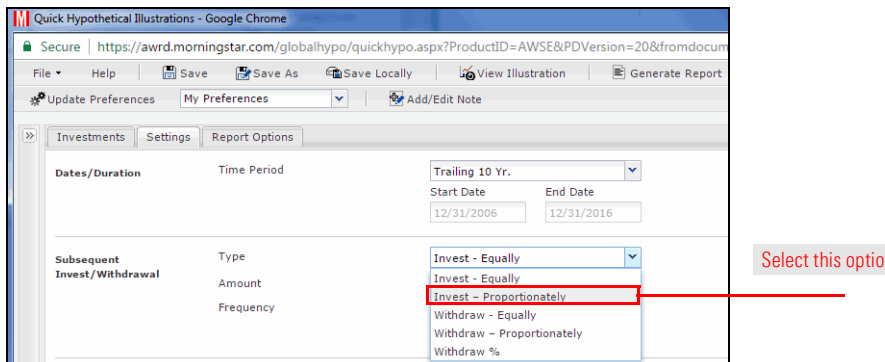 Quick Hypothetical Illustrations - Google Chrome
Secure | https://awrd.morningstar.com/globalhypo/quickhypo.aspx?ProductID=AWSE&PDVersion=20&fromdocum
File Help Save Save As Save Locally View Illustration Generate Report
Update Preferences My Preferences Add/Edit Note
Investments Settings Report Options
Dates/Duration Time Period Trailing 10 Yr.
Start Date End Date
12/31/2006 12/31/2016
Subsequent Invest/Withdrawal Type Invest - Equally
Select this optio
Amount Invest - Equally
Invest – Proportionately
Frequency Withdraw - Equally
Withdraw – Proportionately
Withdraw %